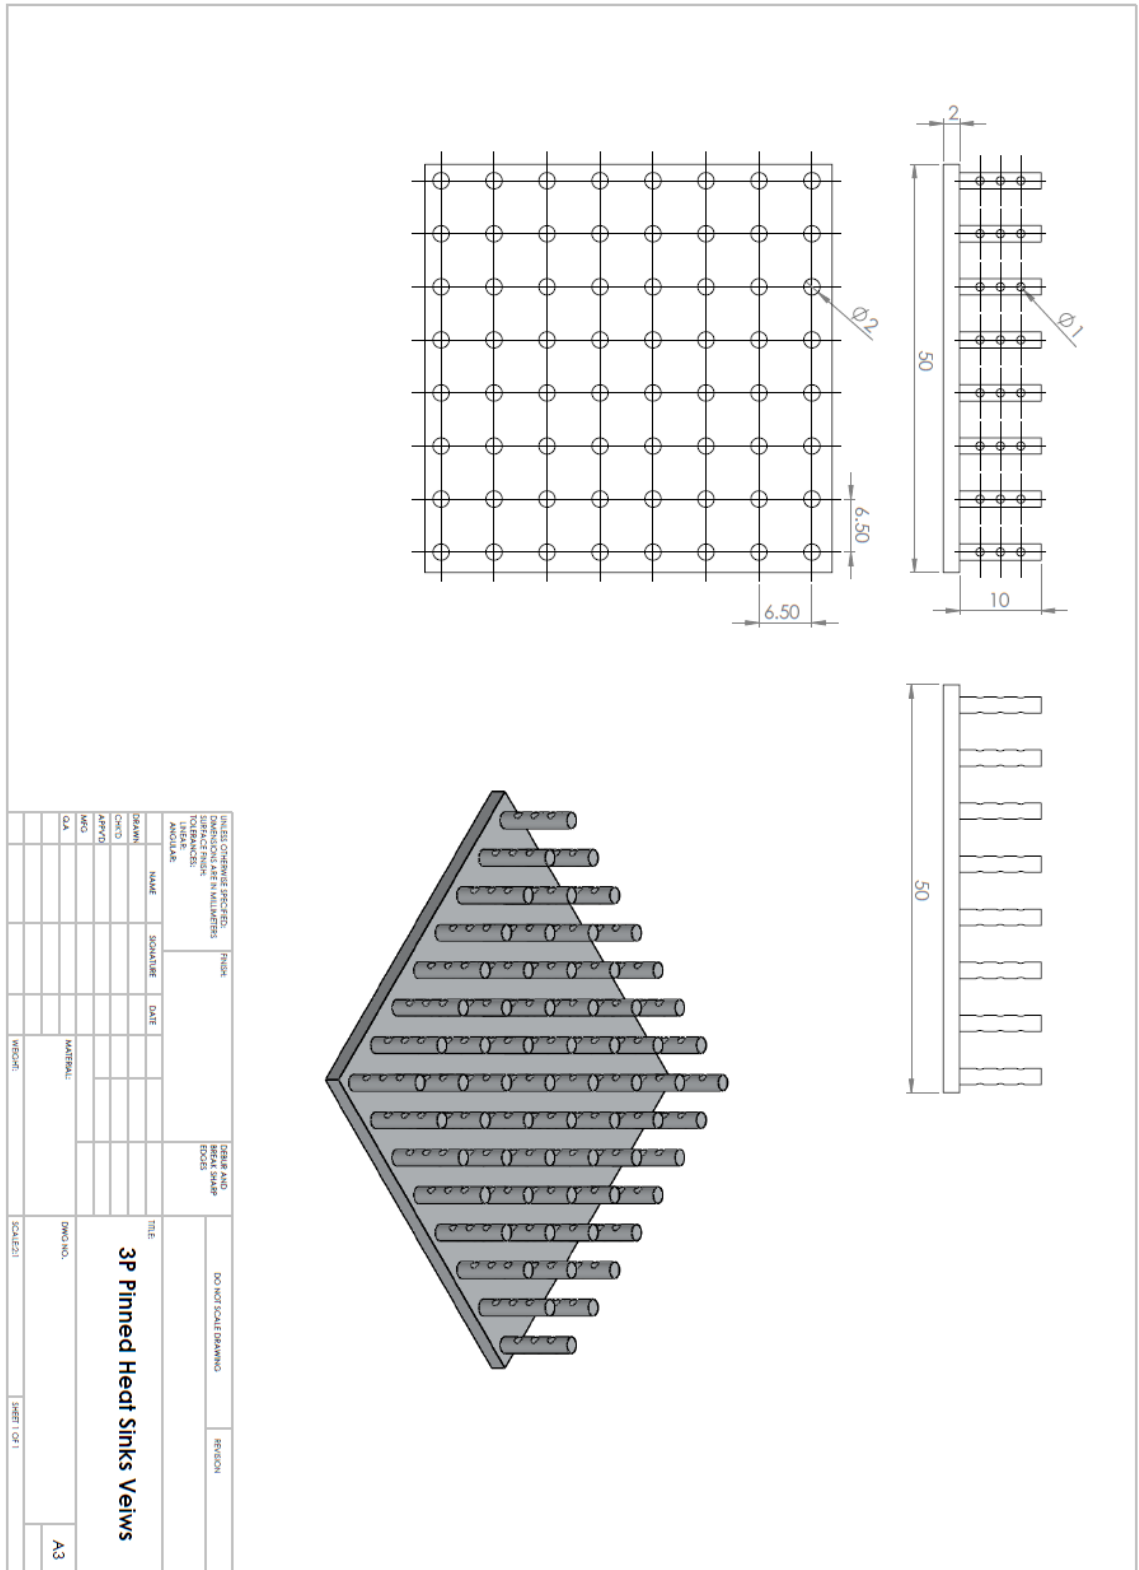 2
50
10
Ø1
Ø2
6.50
6.50
50
UNLESS OTHERWISE SPECIFIED:
DIMENSIONS ARE IN MILLIMETERS
SURFACE FINISH:
TOLERANCES:
LINEAR:
ANGULAR:
FINISH:
DEBUR AND
BREAK SHARP
EDGES
DO NOT SCALE DRAWING
REVISION
NAME
SIGNATURE
DATE
TITLE:
DRAWN
CHK'D
APPV'D
MFG
Q.A
3P Pinned Heat Sinks Veiws
MATERIAL:
DWG NO.
A3
WEIGHT:
SCALE:2:1
SHEET 1 OF 1